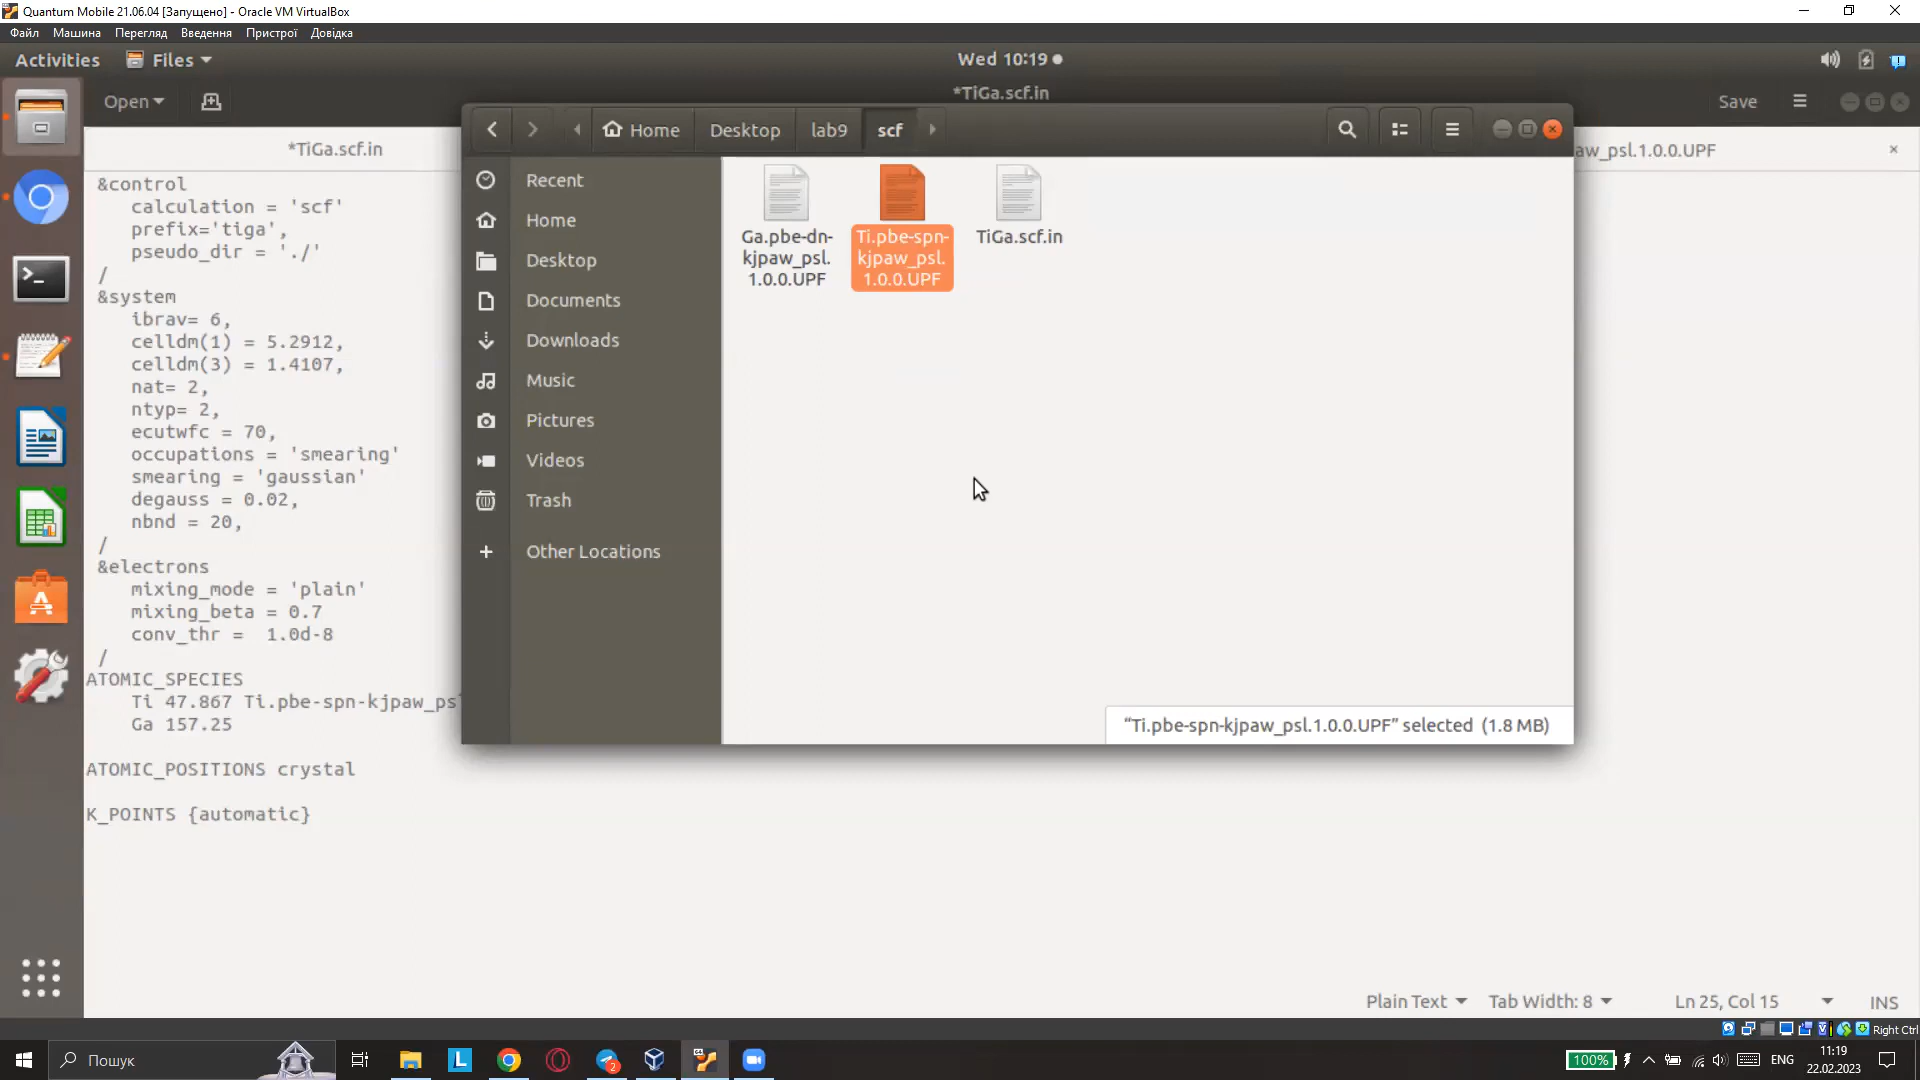 Quantum Mobile 21.06.04 [Запущено] - Oracle VM VirtualBox
Файл Машина Перегляд Введення Пристрої Довідка
Activities Files Wed 10:19
Open *TiGa.scf.in Save
*TiGa.scf.in aw_psl.1.0.0.UPF
Home Desktop lab9 scf
&control
calculation = 'scf'
prefix='tiga',
pseudo_dir = './'
/
&system
ibrav= 6,
celldm(1) = 5.2912,
celldm(3) = 1.4107,
nat= 2,
ntyp= 2,
ecutwfc = 70,
occupations = 'smearing'
smearing = 'gaussian'
degauss = 0.02,
nbnd = 20,
/
&electrons
mixing_mode = 'plain'
mixing_beta = 0.7
conv_thr =  1.0d-8
/
ATOMIC_SPECIES
Ti 47.867 Ti.pbe-spn-kjpaw_ps
Ga 157.25
ATOMIC_POSITIONS crystal
K_POINTS {automatic}
Recent
Home
Desktop
Documents
Downloads
Music
Pictures
Videos
Trash
Other Locations
Ga.pbe-dn-
kjpaw_psl.
1.0.0.UPF
Ti.pbe-spn-
kjpaw_psl.
1.0.0.UPF
TiGa.scf.in
"Ti.pbe-spn-kjpaw_psl.1.0.0.UPF" selected (1.8 MB)
Plain Text Tab Width: 8 Ln 25, Col 15 INS
Right Ctrl
Пошук
L
2
100% ENG 11:19
22.02.2023